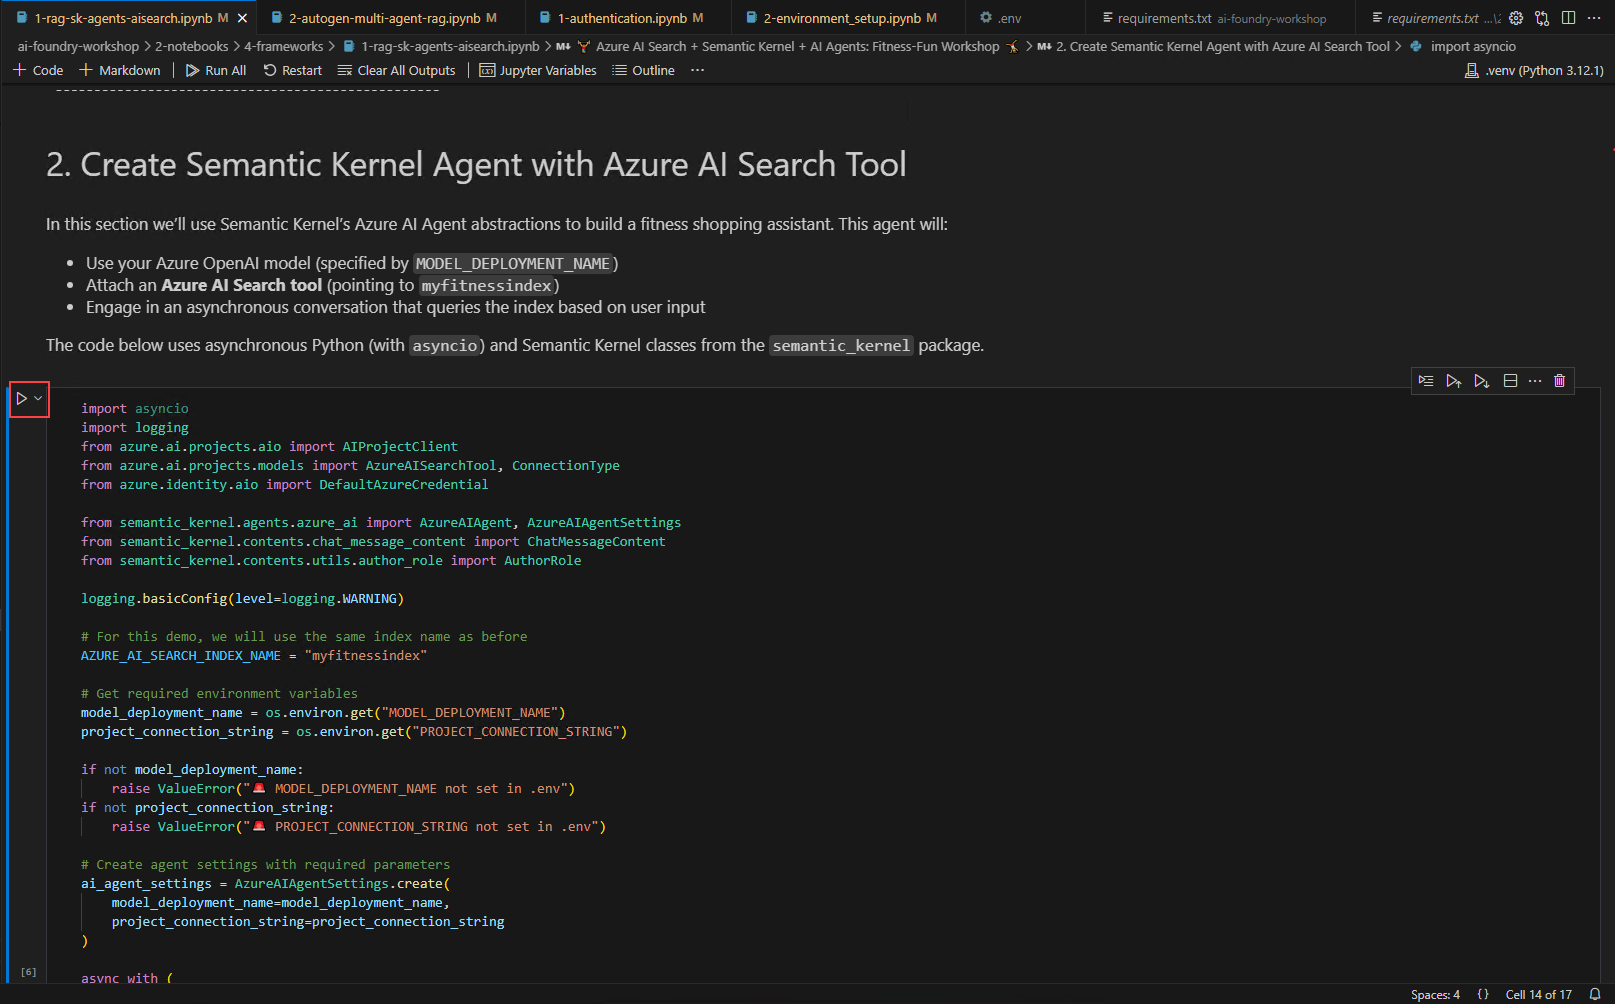 1-rag-sk-agents-aisearch.ipynb M
2-autogen-multi-agent-rag.ipynb M
1-authentication.ipynb M
2-environment_setup.ipynb M
.env
requirements.txt ai-foundry-workshop
requirements.txt ...\2
ai-foundry-workshop > 2-notebooks > 4-frameworks > 1-rag-sk-agents-aisearch.ipynb > M↓ Azure AI Search + Semantic Kernel + AI Agents: Fitness-Fun Workshop > M↓ 2. Create Semantic Kernel Agent with Azure AI Search Tool > import asyncio
+ Code + Markdown | Run All Restart Clear All Outputs | Jupyter Variables Outline ...
.venv (Python 3.12.1)
--------------------------------------------------
2. Create Semantic Kernel Agent with Azure AI Search Tool
In this section we’ll use Semantic Kernel’s Azure AI Agent abstractions to build a fitness shopping assistant. This agent will:
• Use your Azure OpenAI model (specified by MODEL_DEPLOYMENT_NAME)
• Attach an Azure AI Search tool (pointing to myfitnessindex)
• Engage in an asynchronous conversation that queries the index based on user input
The code below uses asynchronous Python (with asyncio) and Semantic Kernel classes from the semantic_kernel package.
import asyncio
import logging
from azure.ai.projects.aio import AIProjectClient
from azure.ai.projects.models import AzureAISearchTool, ConnectionType
from azure.identity.aio import DefaultAzureCredential
from semantic_kernel.agents.azure_ai import AzureAIAgent, AzureAIAgentSettings
from semantic_kernel.contents.chat_message_content import ChatMessageContent
from semantic_kernel.contents.utils.author_role import AuthorRole
logging.basicConfig(level=logging.WARNING)
# For this demo, we will use the same index name as before
AZURE_AI_SEARCH_INDEX_NAME = "myfitnessindex"
# Get required environment variables
model_deployment_name = os.environ.get("MODEL_DEPLOYMENT_NAME")
project_connection_string = os.environ.get("PROJECT_CONNECTION_STRING")
if not model_deployment_name:
    raise ValueError("🚨 MODEL_DEPLOYMENT_NAME not set in .env")
if not project_connection_string:
    raise ValueError("🚨 PROJECT_CONNECTION_STRING not set in .env")
# Create agent settings with required parameters
ai_agent_settings = AzureAIAgentSettings.create(
    model_deployment_name=model_deployment_name,
    project_connection_string=project_connection_string
)
[6]
async with (
Spaces: 4 {} Cell 14 of 17